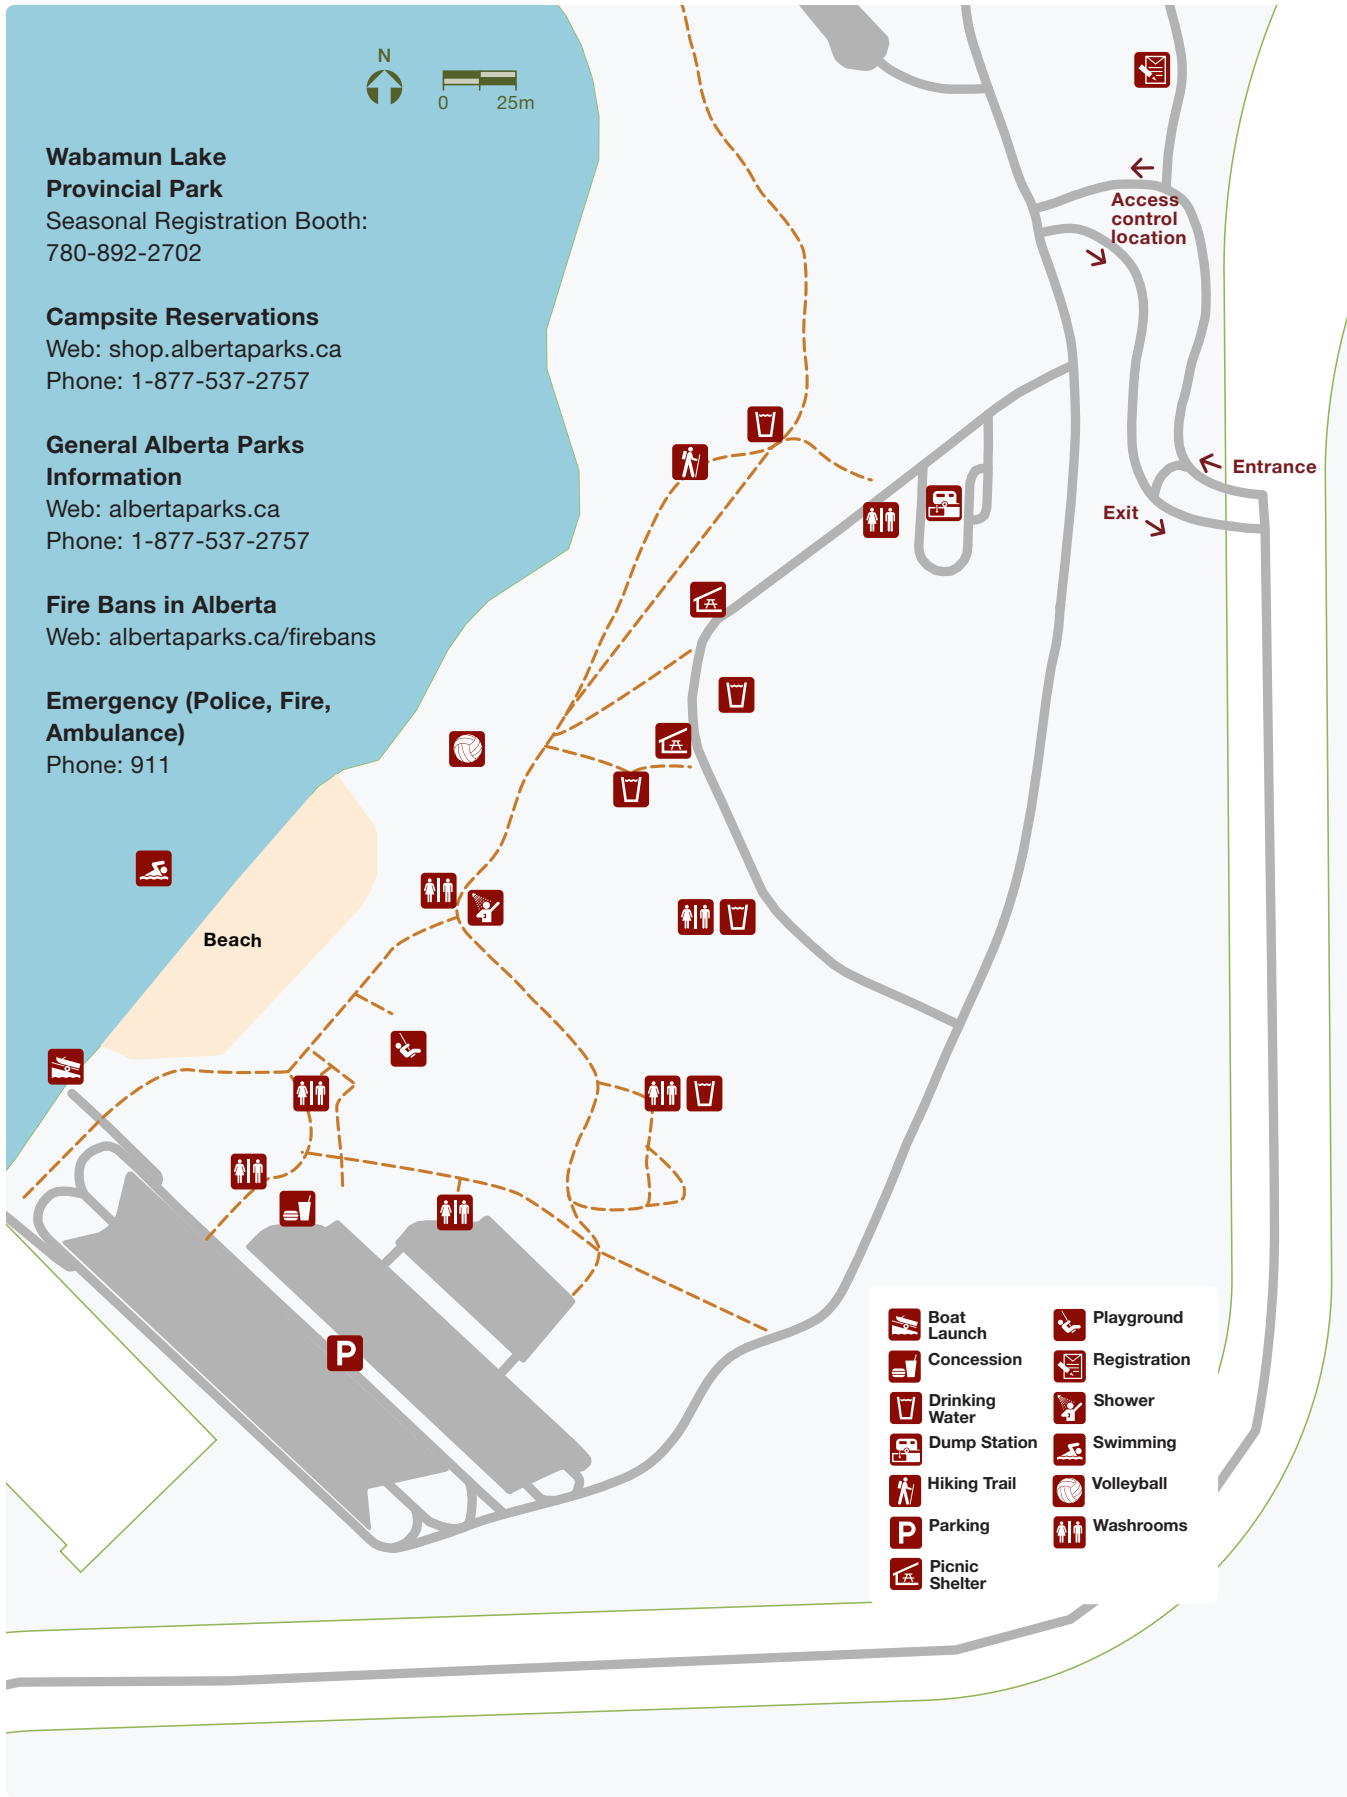 N
0 25m
Wabamun Lake
Provincial Park
Seasonal Registration Booth:
780-892-2702
Campsite Reservations
Web: shop.albertaparks.ca
Phone: 1-877-537-2757
General Alberta Parks
Information
Web: albertaparks.ca
Phone: 1-877-537-2757
Fire Bans in Alberta
Web: albertaparks.ca/firebans
Emergency (Police, Fire,
Ambulance)
Phone: 911
Access
control
location
Entrance
Exit
Beach
P
Boat
Launch
Concession
Drinking
Water
Dump Station
Hiking Trail
P Parking
Picnic
Shelter
Playground
Registration
Shower
Swimming
Volleyball
Washrooms